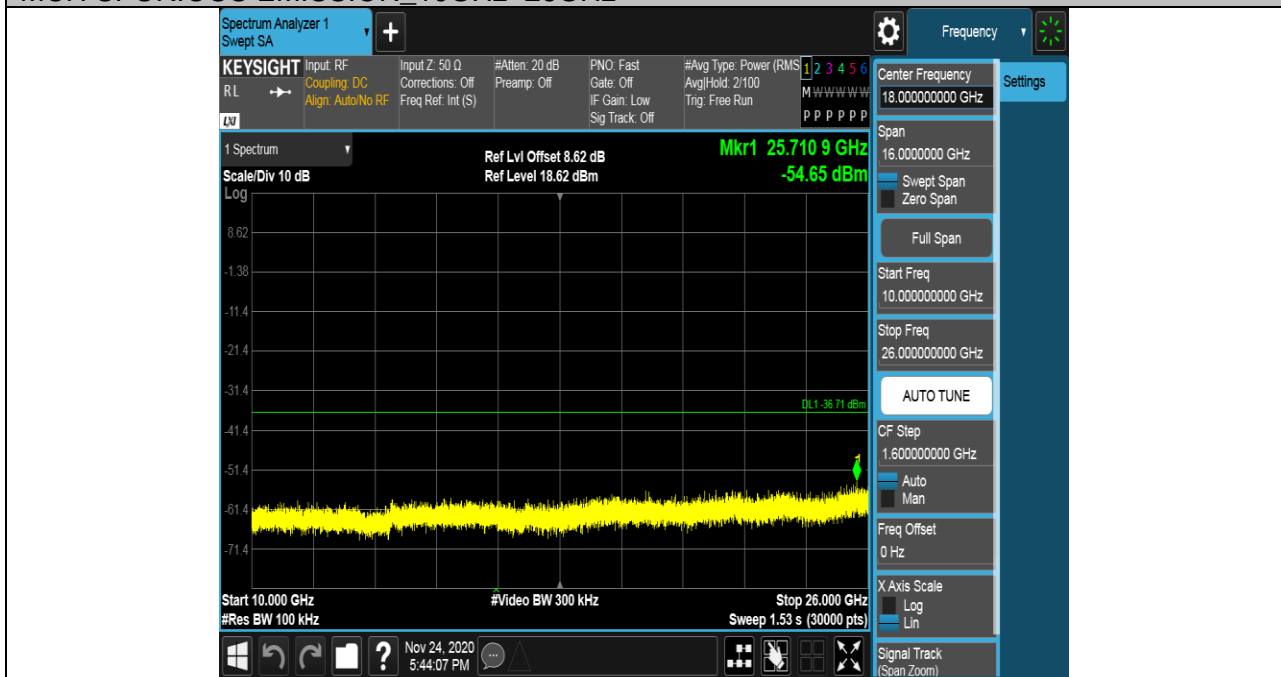 Spectrum Analyzer 1
Swept SA
+
Frequency
KEYSIGHT
RL
LXI
Input: RF
Coupling: DC
Align: Auto/No RF
Input Z: 50 Ω
Corrections: Off
Freq Ref: Int (S)
#Atten: 20 dB
Preamp: Off
PNO: Fast
Gate: Off
IF Gain: Low
Sig Track: Off
#Avg Type: Power (RMS
Avg|Hold: 2/100
Trig: Free Run
1 2 3 4 5 6
M W W W W W
P P P P P P
1 Spectrum
Scale/Div 10 dB
Ref Lvl Offset 8.62 dB
Ref Level 18.62 dBm
Mkr1 25.710 9 GHz
-54.65 dBm
Log
8.62
-1.38
-11.4
-21.4
-31.4
DL1 -36.71 dBm
-41.4
-51.4
1
-61.4
-71.4
Start 10.000 GHz
#Res BW 100 kHz
#Video BW 300 kHz
Stop 26.000 GHz
Sweep 1.53 s (30000 pts)
?
Nov 24, 2020
5:44:07 PM
Center Frequency
18.000000000 GHz
Settings
Span
16.0000000 GHz
Swept Span
Zero Span
Full Span
Start Freq
10.000000000 GHz
Stop Freq
26.000000000 GHz
AUTO TUNE
CF Step
1.600000000 GHz
Auto
Man
Freq Offset
0 Hz
X Axis Scale
Log
Lin
Signal Track
(Span Zoom)